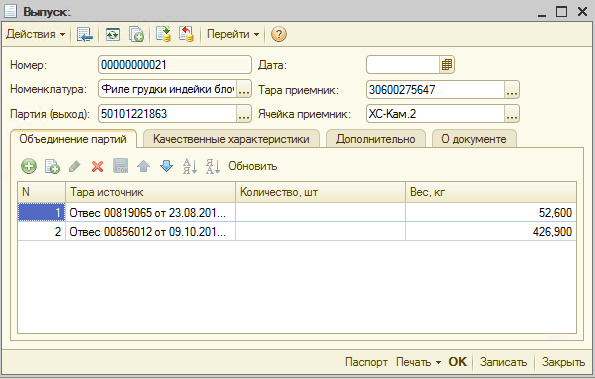 Выпуск:
Действия Перейти
Номер: 00000000021 Дата:
Номенклатура: Филе грудки индейки бло Тара приемник: 30600275647
Партия (выход): 50101221863 Ячейка приемник: ХС-Кам.2
Объединение партий Качественные характеристики Дополнительно О документе
Обновить
N Тара источник Количество, шт Вес, кг
1 Отвес 00819065 от 23.08.201... 52,600
2 Отвес 00856012 от 09.10.201... 426,900
Паспорт Печать OK Записать Закрыть